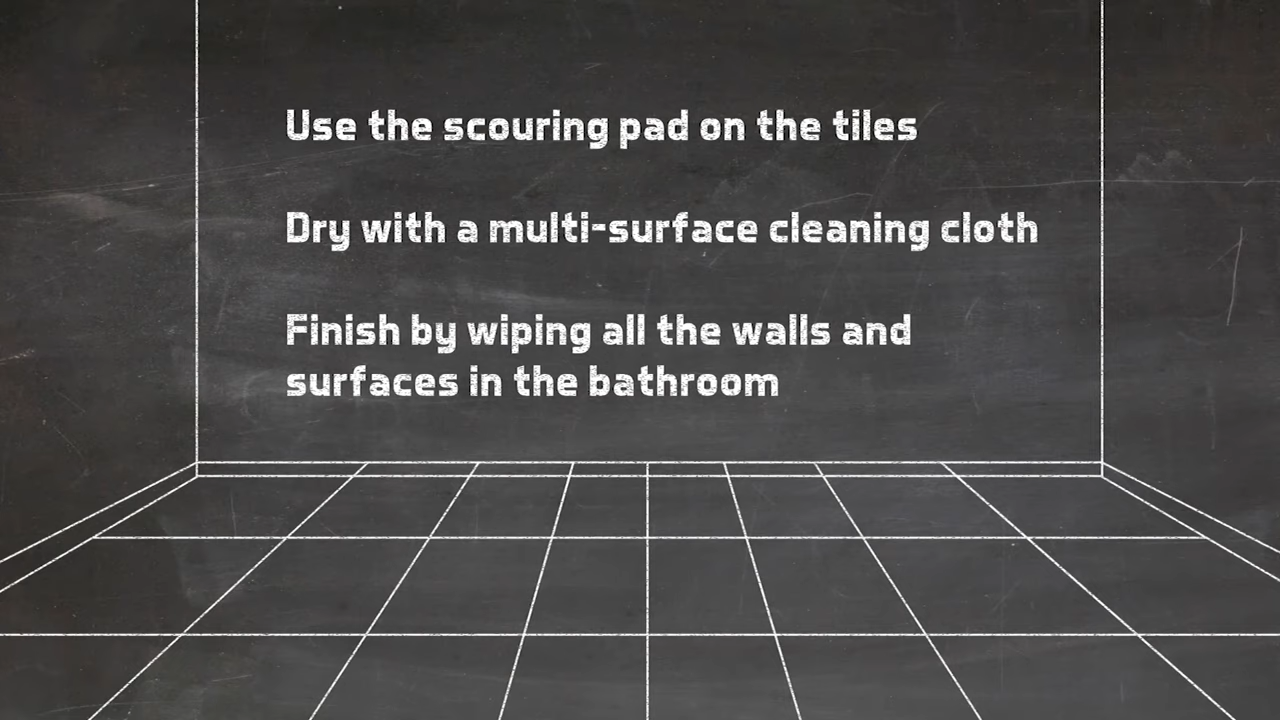 Use the scouring pad on the tiles
Dry with a multi-surface cleaning cloth
Finish by wiping all the walls and
surfaces in the bathroom